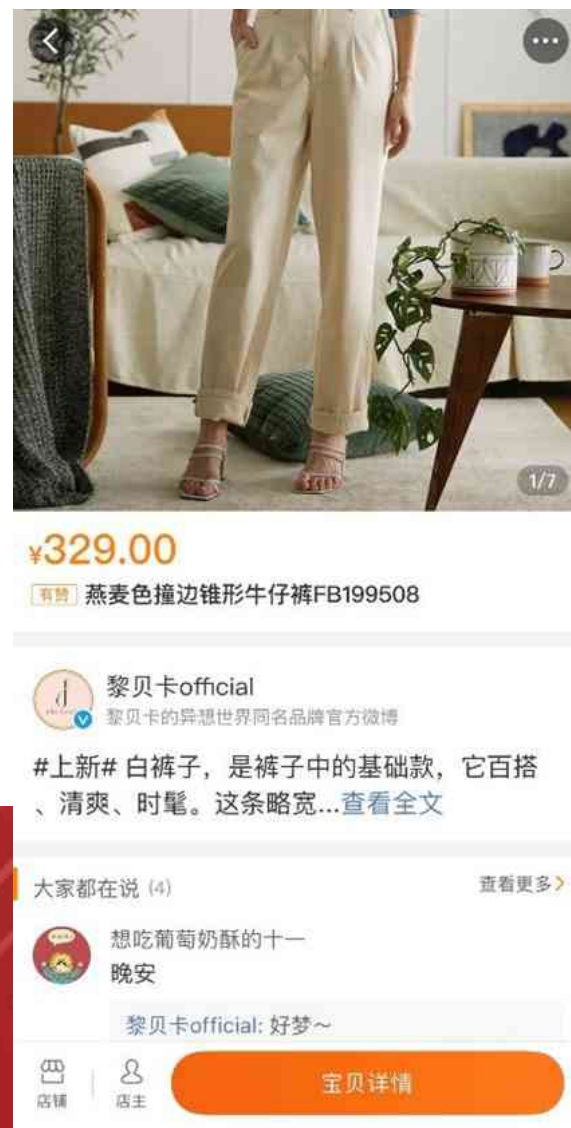 1/7
¥329.00
有赞 燕麦色撞边锥形牛仔裤FB199508
黎贝卡official
黎贝卡的异想世界同名品牌官方微博
#上新# 白裤子，是裤子中的基础款，它百搭
、清爽、时髦。这条略宽...查看全文
大家都在说 (4) 查看更多
想吃葡萄奶酥的十一
晚安
黎贝卡official: 好梦～
店铺 店主 宝贝详情